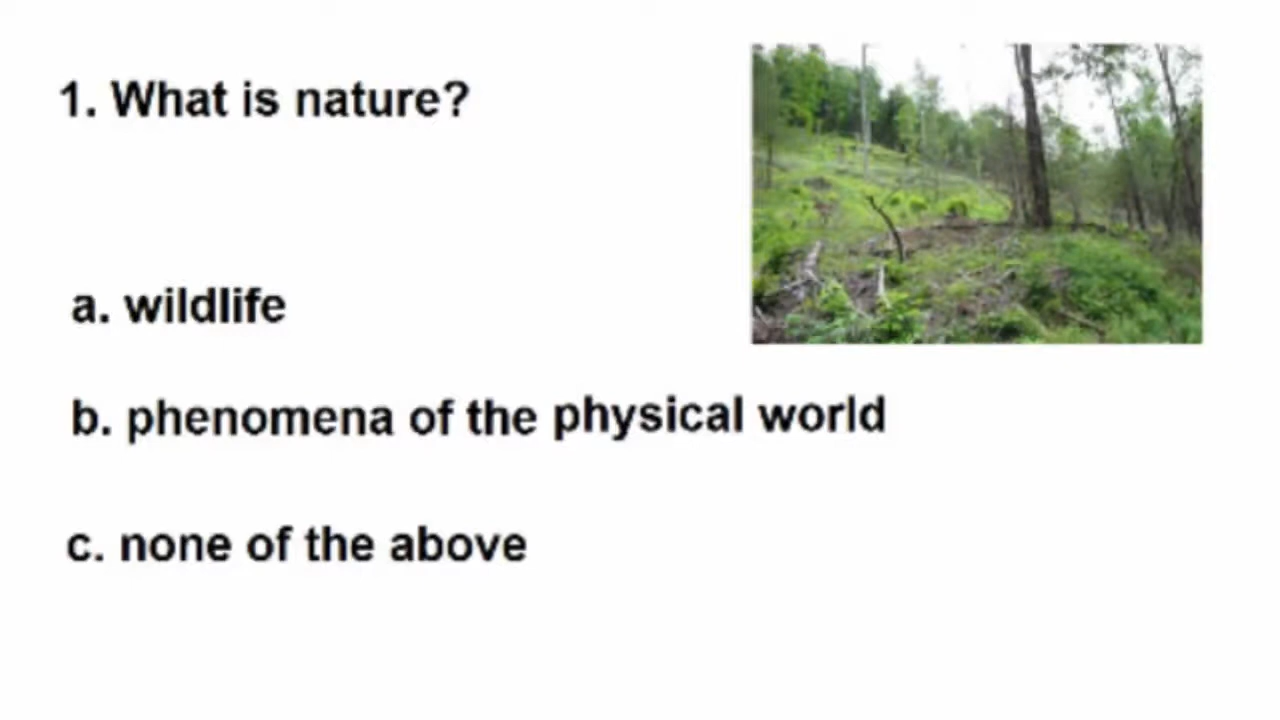 1. What is nature?
a. wildlife
b. phenomena of the physical world
c. none of the above